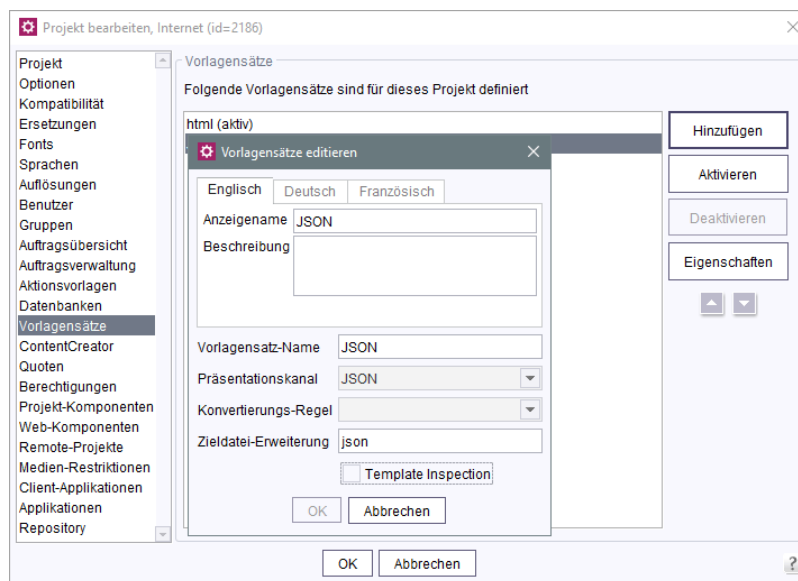 Projekt bearbeiten, Internet (id=2186)
Projekt
Optionen
Kompatibilität
Ersetzungen
Fonts
Sprachen
Auflösungen
Benutzer
Gruppen
Auftragsübersicht
Auftragsverwaltung
Aktionsvorlagen
Datenbanken
Vorlagensätze
ContentCreator
Quoten
Berechtigungen
Projekt-Komponenten
Web-Komponenten
Remote-Projekte
Medien-Restriktionen
Client-Applikationen
Applikationen
Repository
Vorlagensätze
Folgende Vorlagensätze sind für dieses Projekt definiert
html (aktiv)
Vorlagensätze editieren
Englisch Deutsch Französisch
Anzeigename JSON
Beschreibung
Vorlagensatz-Name JSON
Präsentationskanal JSON
Konvertierungs-Regel
Zieldatei-Erweiterung json
Template Inspection
OK Abbrechen
Hinzufügen
Aktivieren
Deaktivieren
Eigenschaften
OK Abbrechen
?